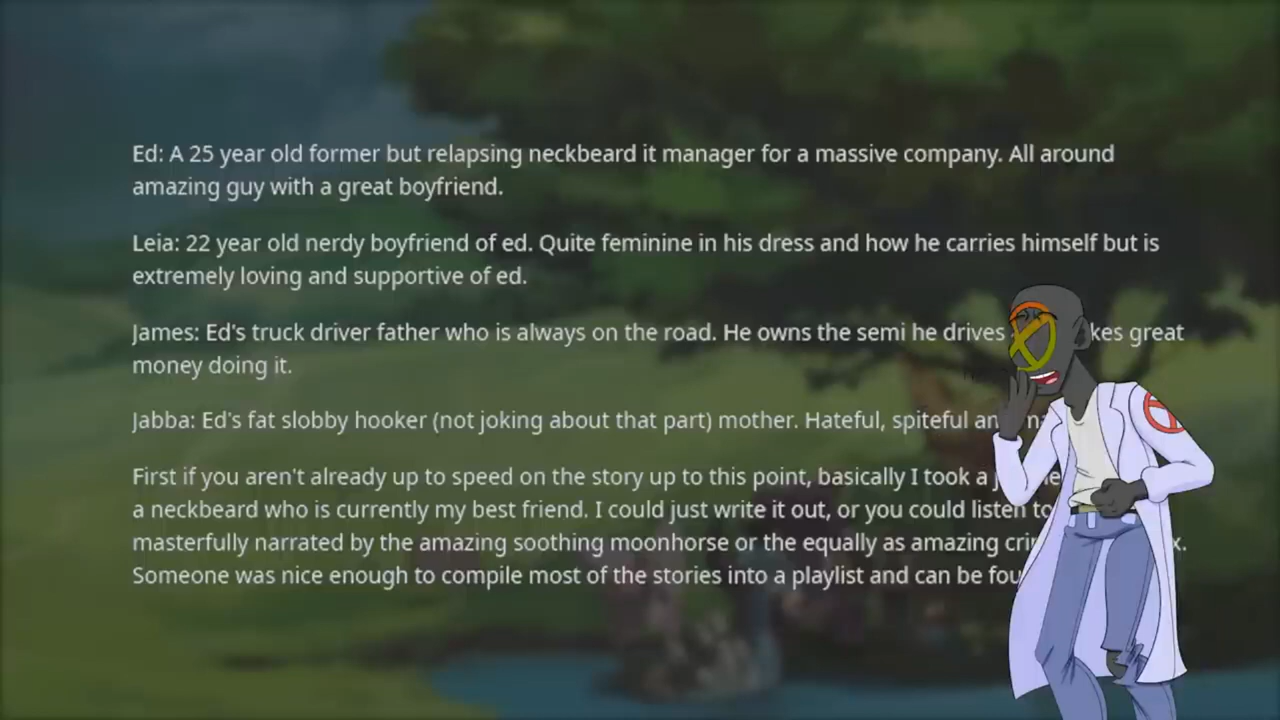 Ed: A 25 year old former but relapsing neckbeard it manager for a massive company. All around
amazing guy with a great boyfriend.
Leia: 22 year old nerdy boyfriend of ed. Quite feminine in his dress and how he carries himself but is
extremely loving and supportive of ed.
James: Ed's truck driver father who is always on the road. He owns the semi he drives great
money doing it.
Jabba: Ed's fat slobby hooker (not joking about that part) mother. Hateful, spiteful
First if you aren't already up to speed on the story up to this point, basically I took a
a neckbeard who is currently my best friend. I could just write it out, or you could listen to
masterfully narrated by the amazing soothing moonhorse or the equally as amazing
Someone was nice enough to compile most of the stories into a playlist and can be